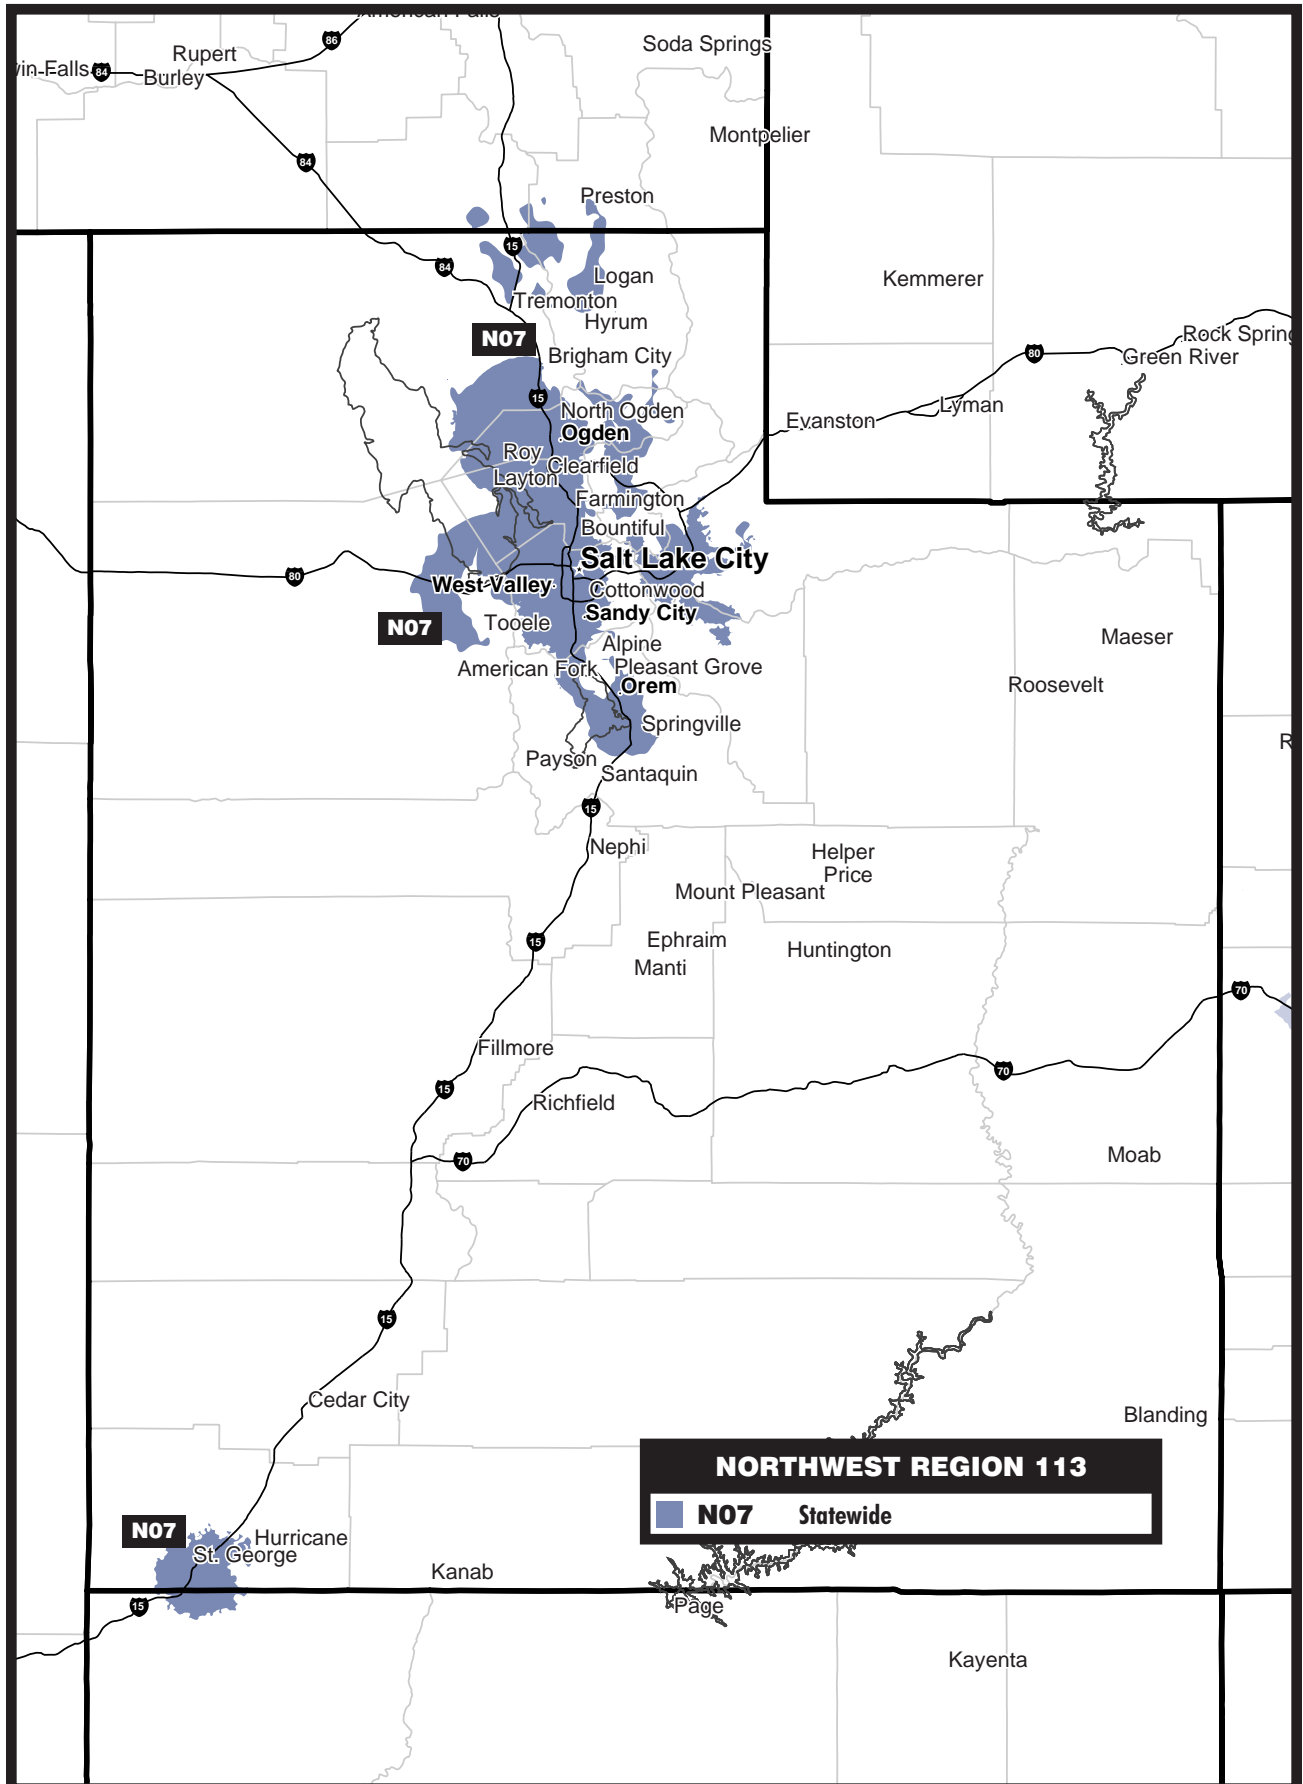 American Falls
86
Soda Springs
Rupert
84
Burley
Montpelier
84
Preston
15
84
Logan
Kemmerer
Tremonton
Hyrum
N07
Rock Spring
Brigham City
80
Green River
15
North Ogden
Lyman
Evanston
Ogden
Roy
Clearfield
Layton
Farmington
Bountiful
Salt Lake City
80
West Valley
Cottonwood
Sandy City
N07
Tooele
Maeser
Alpine
American Fork
Pleasant Grove
Orem
Roosevelt
Springville
R
Payson
Santaquin
15
Nephi
Helper
Price
Mount Pleasant
15
Ephraim
Huntington
Manti
70
Fillmore
70
15
Richfield
Moab
70
15
Cedar City
Blanding
NORTHWEST REGION 113
N07 Statewide
N07
Hurricane
St. George
Kanab
15
Page
Kayenta